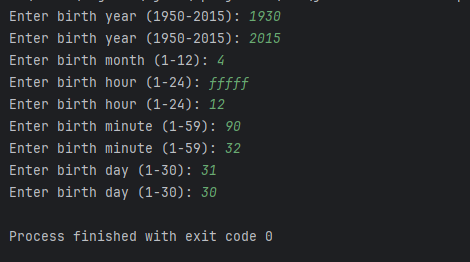 Enter birth year (1950-2015): 1930
Enter birth year (1950-2015): 2015
Enter birth month (1-12): 4
Enter birth hour (1-24): fffff
Enter birth hour (1-24): 12
Enter birth minute (1-59): 90
Enter birth minute (1-59): 32
Enter birth day (1-30): 31
Enter birth day (1-30): 30
Process finished with exit code 0